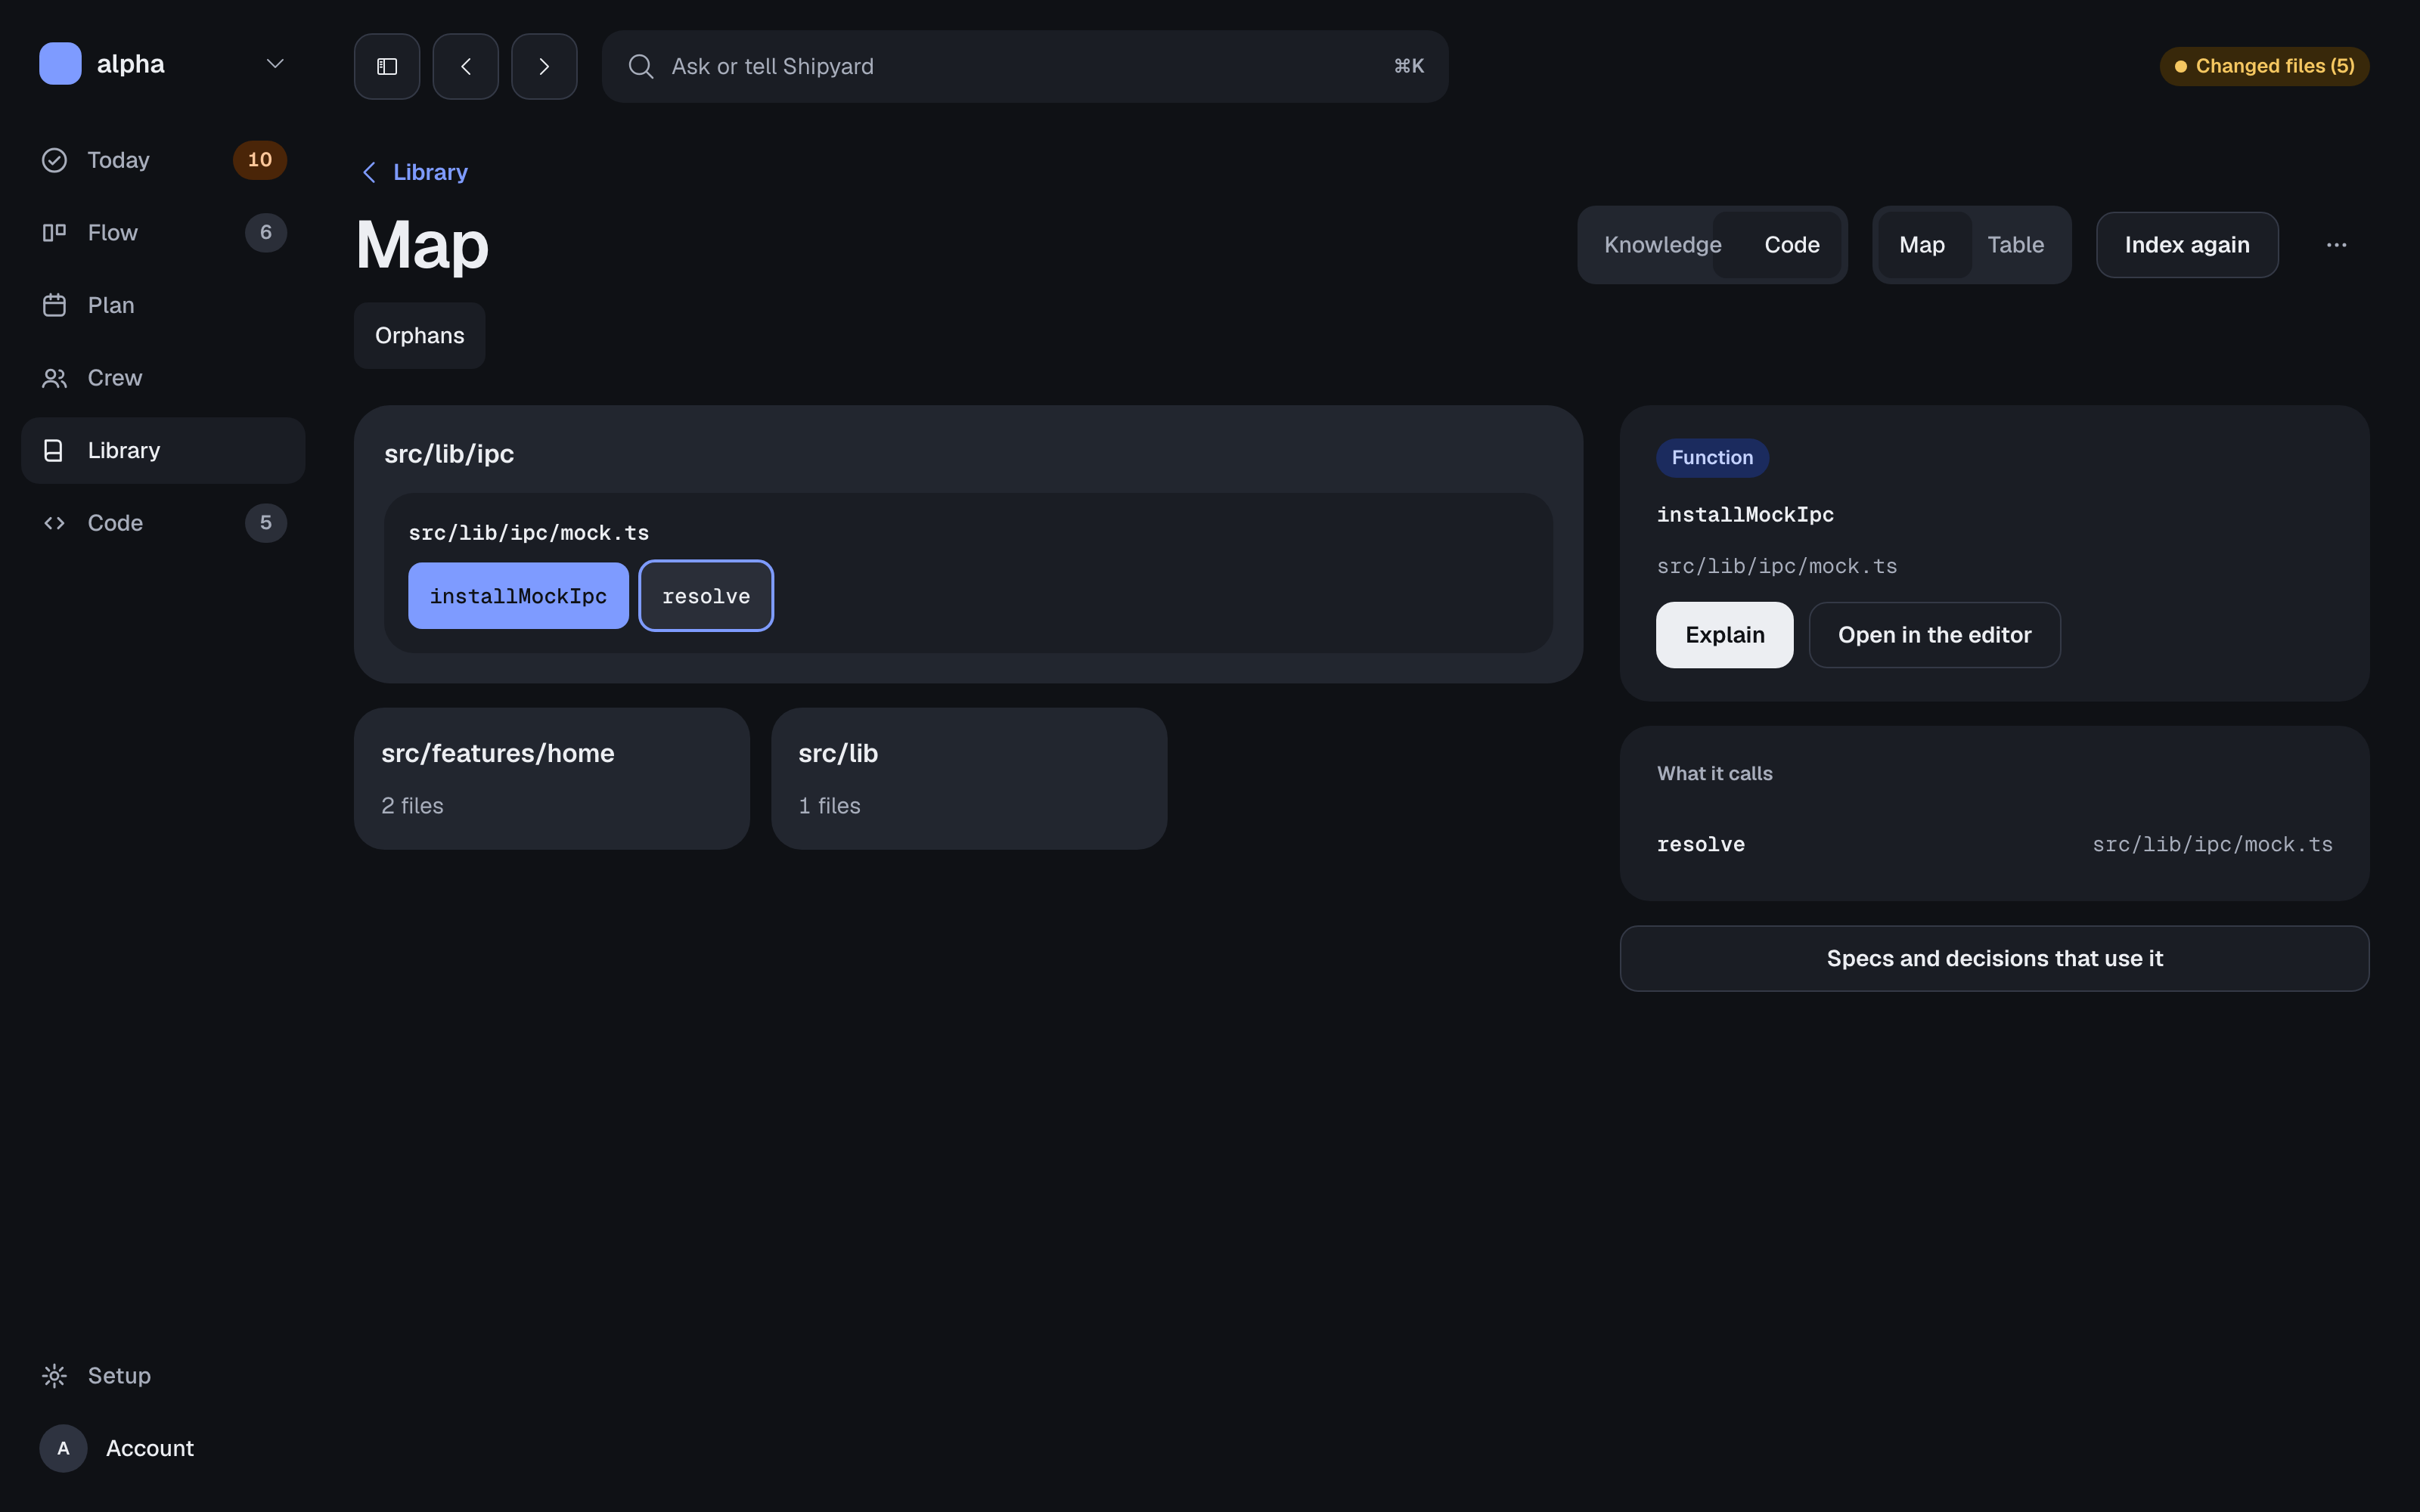 alpha
Ask or tell Shipyard ⌘K
Changed files (5)
Today 10
Flow 6
Plan
Crew
Library
Code 5
Setup
A Account
Library
Map
Knowledge Code
Map Table
Index again
Orphans
src/lib/ipc
src/lib/ipc/mock.ts
installMockIpc resolve
src/features/home
2 files
src/lib
1 files
Function
installMockIpc
src/lib/ipc/mock.ts
Explain Open in the editor
What it calls
resolve src/lib/ipc/mock.ts
Specs and decisions that use it